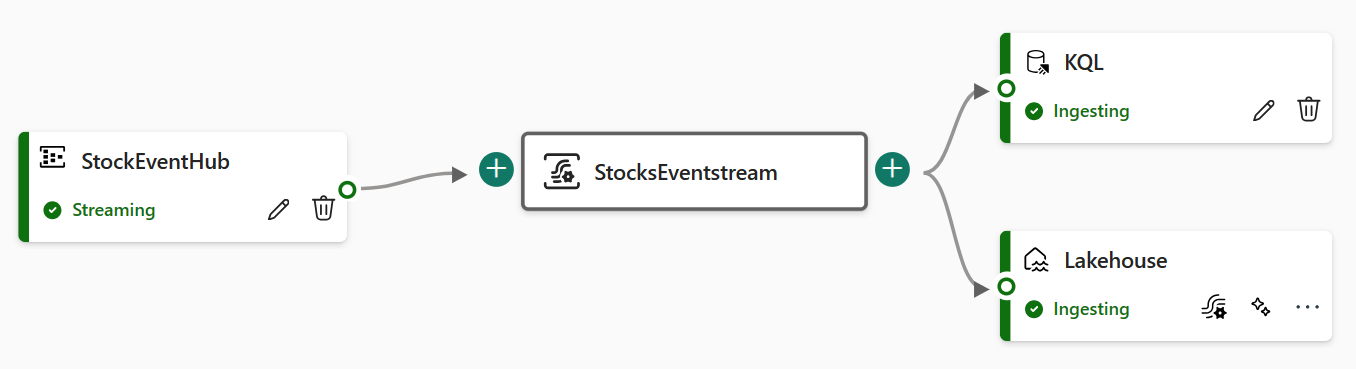 StockEventHub
Streaming
StocksEventstream
KQL
Ingesting
Lakehouse
Ingesting